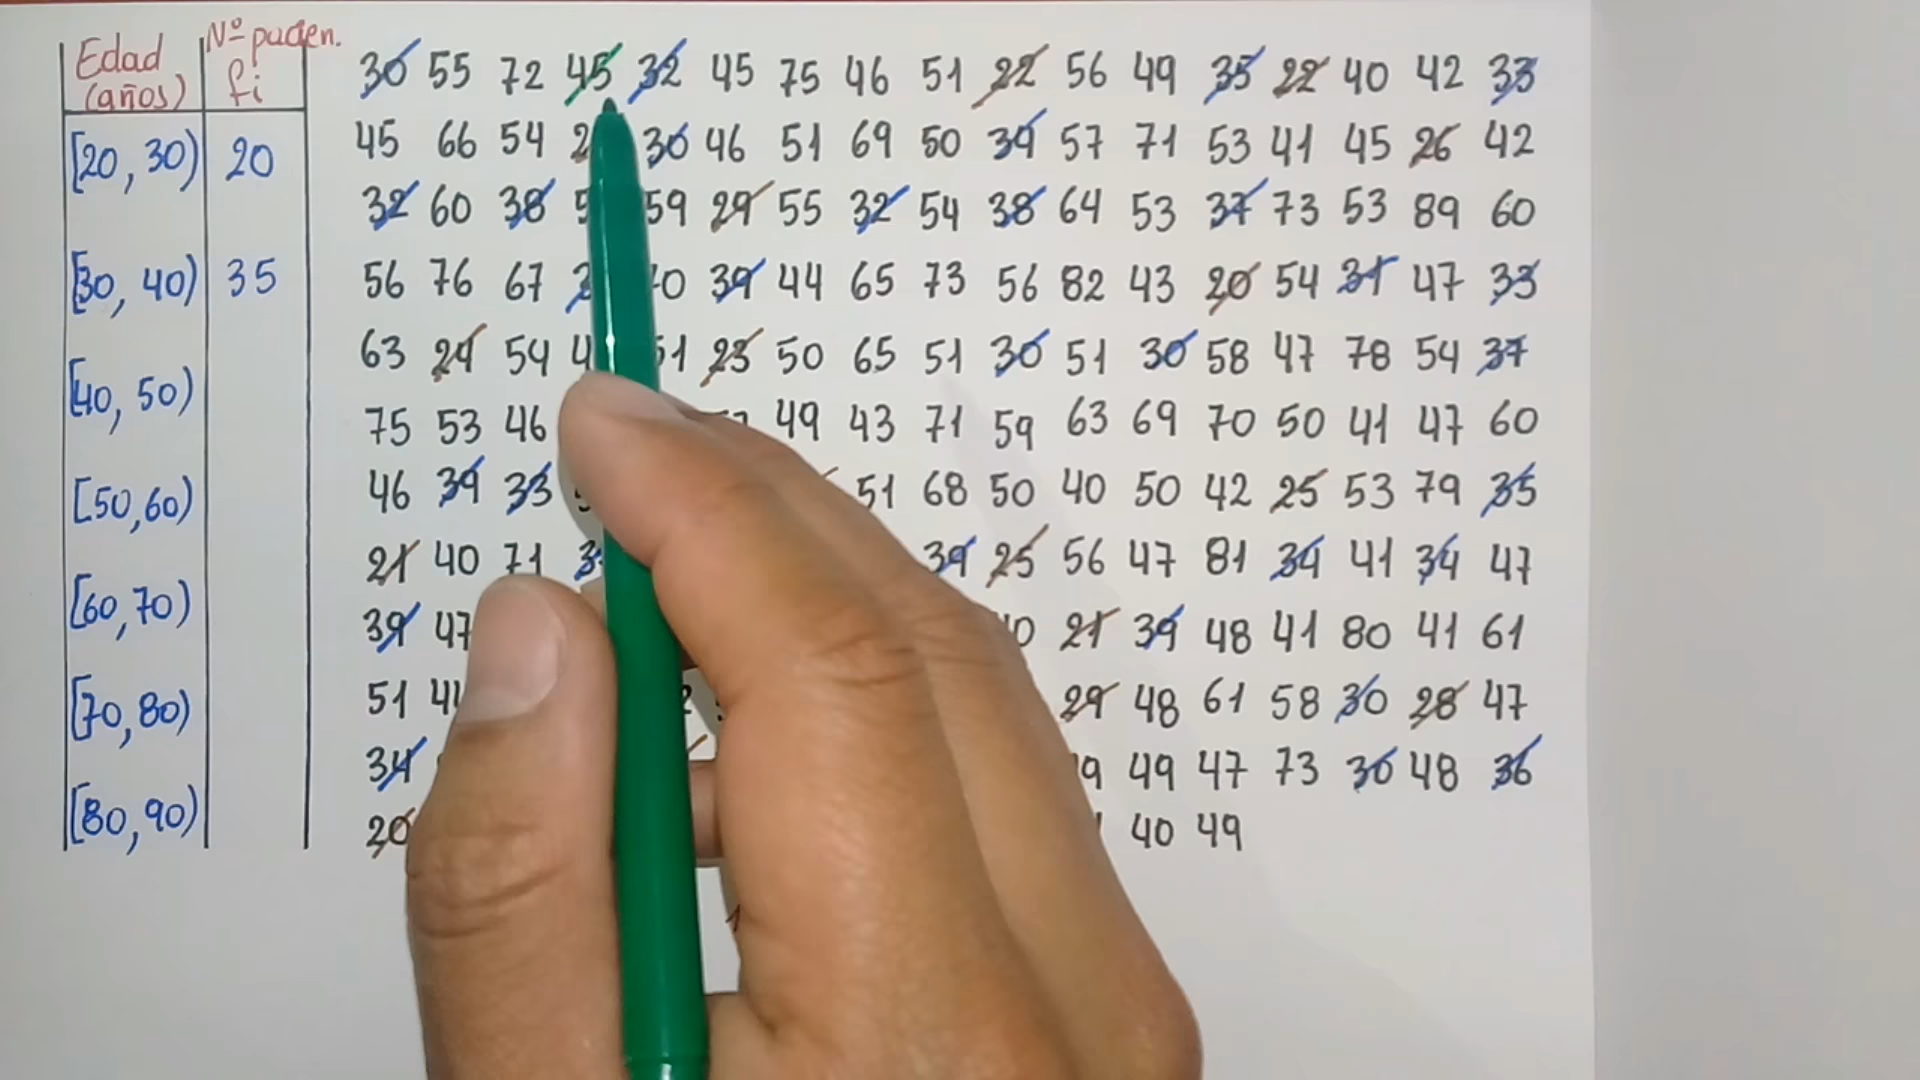 Edad
(años)
Nº pacien.
fi
[20, 30) 20
[30, 40) 35
[40, 50)
[50,60)
[60,70)
[70,80)
[80,90)
30 55 72 45 32 45 75 46 51 22 56 49 35 22 40 42 33
45 66 54 30 46 51 69 50 39 57 71 53 41 45 26 42
32 60 38 59 29 55 32 54 38 64 53 37 73 53 89 60
56 76 67 39 44 65 73 56 82 43 20 54 31 47 33
63 29 54 51 23 50 65 51 30 51 30 58 47 78 54 37
75 53 46 49 43 71 59 63 69 70 50 41 47 60
46 39 33 51 68 50 40 50 42 25 53 79 35
21 40 71 39 25 56 47 81 34 41 34 47
39 47 21 39 48 41 80 41 61
51 29 48 61 58 30 28 47
34 49 47 73 30 48 36
20 40 49